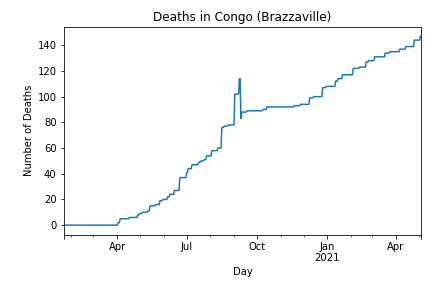 Deaths in Congo (Brazzaville)
Number of Deaths
140
120
100
80
60
40
20
0
Apr
Jul
Oct
Jan
2021
Apr
Day